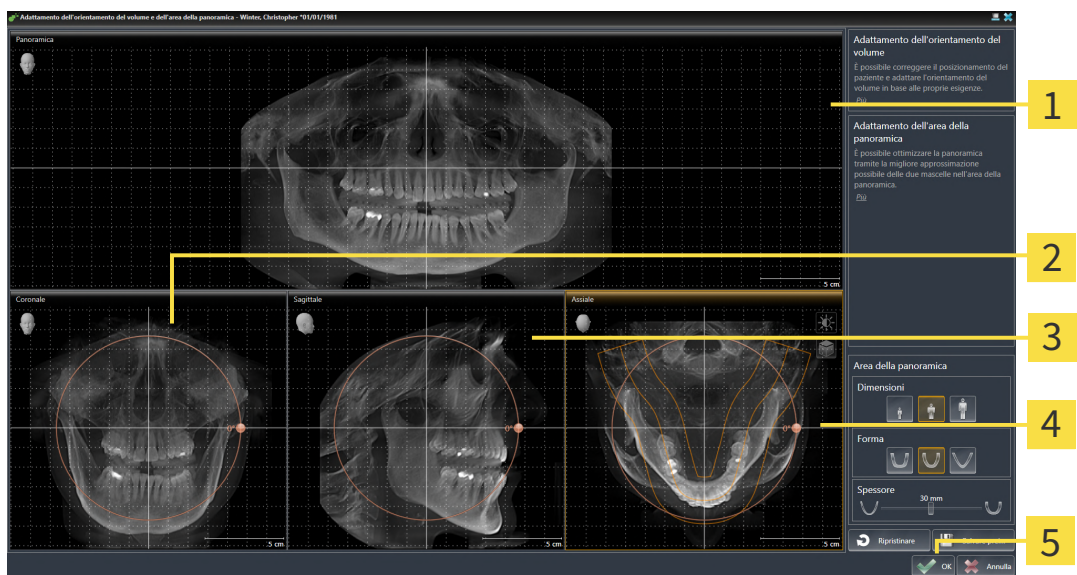 Adattamento dell'orientamento del volume e dell'area della panoramica - Winter, Christopher *01/01/1981
Panoramica
5 cm
Coronale
0°
5 cm
Sagittale
0°
5 cm
Assiale
0°
5 cm
Adattamento dell'orientamento del
volume
È possibile correggere il posizionamento del
paziente e adattare l'orientamento del
volume in base alle proprie esigenze.
Più
Adattamento dell'area della
panoramica
È possibile ottimizzare la panoramica
tramite la migliore approssimazione
possibile delle due mascelle nell'area della
panoramica.
Più
Area della panoramica
Dimensioni
Forma
Spessore
30 mm
Ripristinare
OK
Annulla
1
2
3
4
5